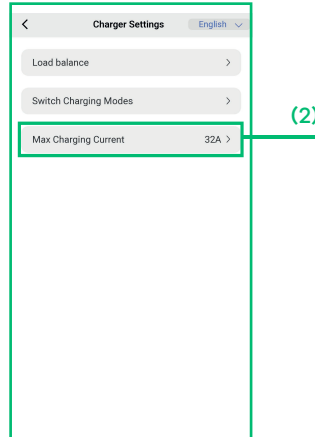 Charger Settings English
Load balance
Switch Charging Modes
(2)
Max Charging Current 32A